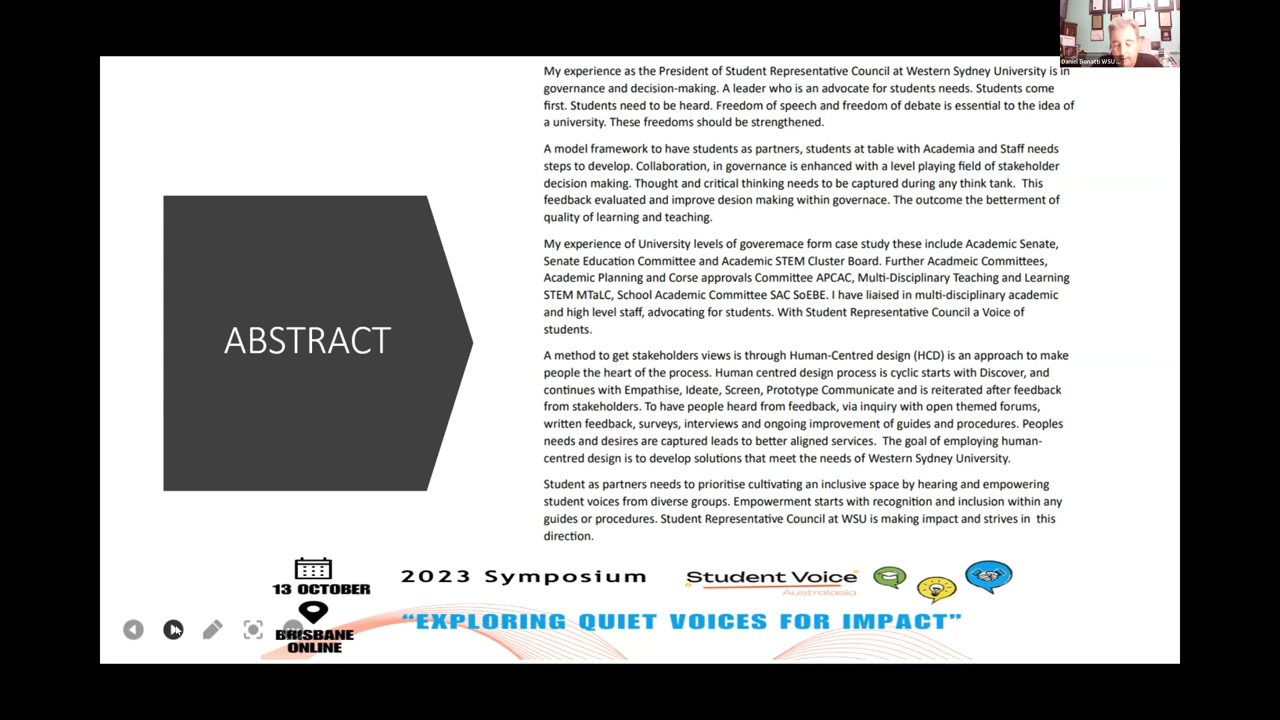 Daniel Bonatti WSU ...
My experience as the President of Student Representative Council at Western Sydney University is in
governance and decision-making. A leader who is an advocate for students needs. Students come
first. Students need to be heard. Freedom of speech and freedom of debate is essential to the idea of
a university. These freedoms should be strengthened.
A model framework to have students as partners, students at table with Academia and Staff needs
steps to develop. Collaboration, in governance is enhanced with a level playing field of stakeholder
decision making. Thought and critical thinking needs to be captured during any think tank.  This
feedback evaluated and improve desion making within governace. The outcome the betterment of
quality of learning and teaching.
My experience of University levels of goveremace form case study these include Academic Senate,
Senate Education Committee and Academic STEM Cluster Board. Further Acadmeic Committees,
Academic Planning and Corse approvals Committee APCAC, Multi-Disciplinary Teaching and Learning
STEM MTaLC, School Academic Committee SAC SoEBE. I have liaised in multi-disciplinary academic
and high level staff, advocating for students. With Student Representative Council a Voice of
students.
A method to get stakeholders views is through Human-Centred design (HCD) is an approach to make
people the heart of the process. Human centred design process is cyclic starts with Discover, and
continues with Empathise, Ideate, Screen, Prototype Communicate and is reiterated after feedback
from stakeholders. To have people heard from feedback, via inquiry with open themed forums,
written feedback, surveys, interviews and ongoing improvement of guides and procedures. Peoples
needs and desires are captured leads to better aligned services.  The goal of employing human-
centred design is to develop solutions that meet the needs of Western Sydney University.
Student as partners needs to prioritise cultivating an inclusive space by hearing and empowering
student voices from diverse groups. Empowerment starts with recognition and inclusion within any
guides or procedures. Student Representative Council at WSU is making impact and strives in  this
direction.
ABSTRACT
13 OCTOBER
BRISBANE
ONLINE
2023 Symposium
Student Voice
Australasia
“EXPLORING QUIET VOICES FOR IMPACT”